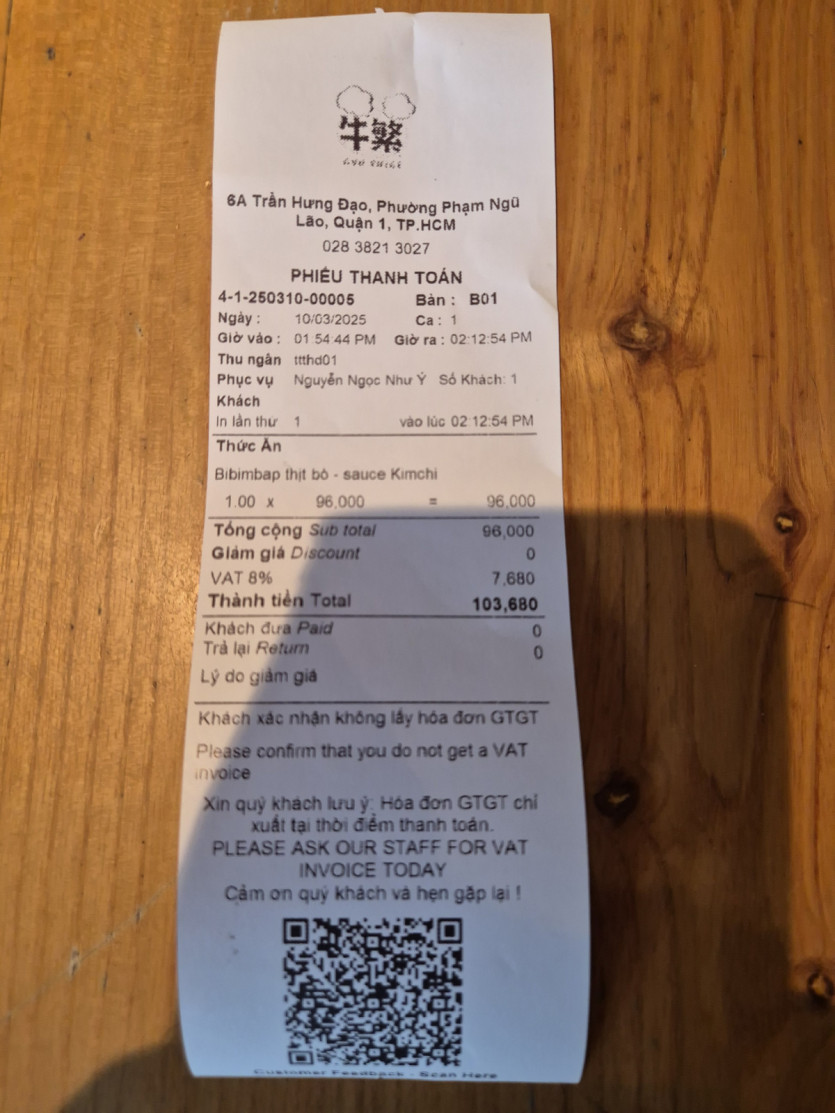 牛繁
6A Trần Hưng Đạo, Phường Phạm Ngũ
Lão, Quận 1, TP.HCM
028 3821 3027
PHIẾU THANH TOÁN
4-1-250310-00005 Bàn : B01
Ngày : 10/03/2025 Ca : 1
Giờ vào : 01:54:44 PM Giờ ra : 02:12:54 PM
Thu ngân ttthd01
Phục vụ Nguyễn Ngọc Như Ý Số Khách: 1
Khách
In lần thứ 1 vào lúc 02:12:54 PM
Thức Ăn
Bibimbap thịt bò - sauce Kimchi
1.00 x 96,000 = 96,000
Tổng cộng Sub total 96,000
Giảm giá Discount 0
VAT 8% 7,680
Thành tiền Total 103,680
Khách đưa Paid 0
Trả lại Return 0
Lý do giảm giá
Khách xác nhận không lấy hóa đơn GTGT
Please confirm that you do not get a VAT
invoice
Xin quý khách lưu ý: Hóa đơn GTGT chỉ
xuất tại thời điểm thanh toán.
PLEASE ASK OUR STAFF FOR VAT
INVOICE TODAY
Cảm ơn quý khách và hẹn gặp lại !
Customer Feedback - Scan Here